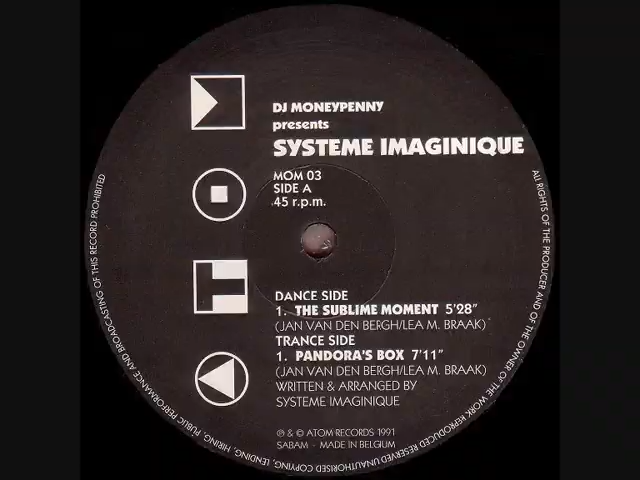 DJ MONEYPENNY
presents
SYSTEME IMAGINIQUE
MOM 03
SIDE A
45 r.p.m.
DANCE SIDE
1. THE SUBLIME MOMENT 5'28"
(JAN VAN DEN BERGH/LEA M. BRAAK)
TRANCE SIDE
1. PANDORA'S BOX 7'11"
(JAN VAN DEN BERGH/LEA M. BRAAK)
WRITTEN & ARRANGED BY
SYSTEME IMAGINIQUE
℗ & © ATOM RECORDS 1991
SABAM - MADE IN BELGIUM
ALL RIGHTS OF THE PRODUCER AND OF THE OWNER OF THE WORK REPRODUCED RESERVED UNAUTHORISED COPYING, LENDING, HIRING, PUBLIC PERFORMANCE AND BROADCASTING OF THIS RECORD PROHIBITED